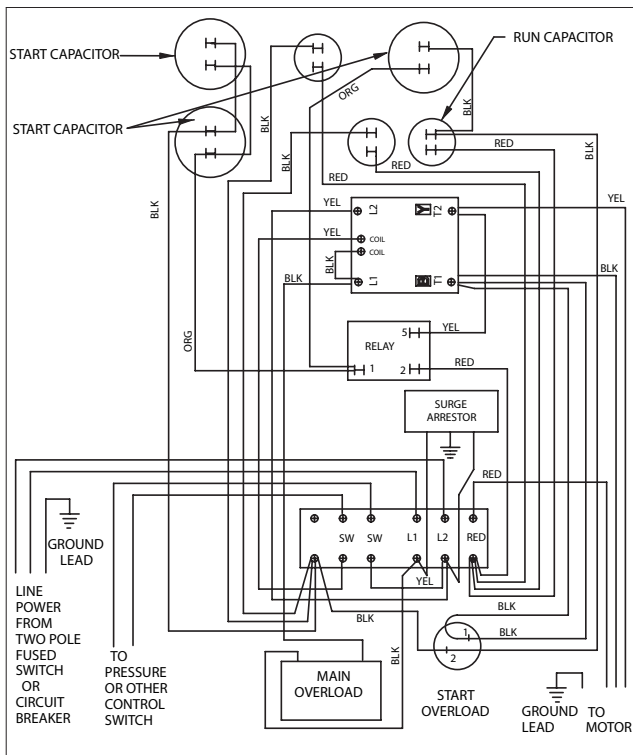 START CAPACITOR
RUN CAPACITOR
START CAPACITOR
ORG
BLK
BLK
BLK
BLK
RED
RED
RED
BLK
BLK
YEL
L2
Y
T2
YEL
YEL
COIL
COIL
BLK
BLK
L1
B
T1
BLK
ORG
5
YEL
RELAY
1
2
RED
SURGE
ARRESTOR
RED
GROUND
LEAD
SW
SW
L1
L2
RED
YEL
LINE
POWER
FROM
TWO POLE
FUSED
SWITCH
OR
CIRCUIT
BREAKER
TO
PRESSURE
OR OTHER
CONTROL
SWITCH
BLK
BLK
BLK
1
2
BLK
MAIN
OVERLOAD
START
OVERLOAD
GROUND
LEAD
TO
MOTOR